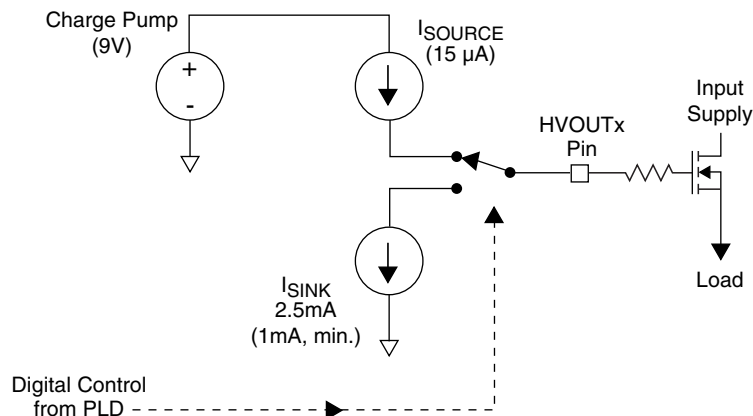 Charge Pump
(9V)
+
-
ISOURCE
(15 µA)
HVOUTx
Pin
Input
Supply
Load
ISINK
2.5mA
(1mA, min.)
Digital Control
from PLD